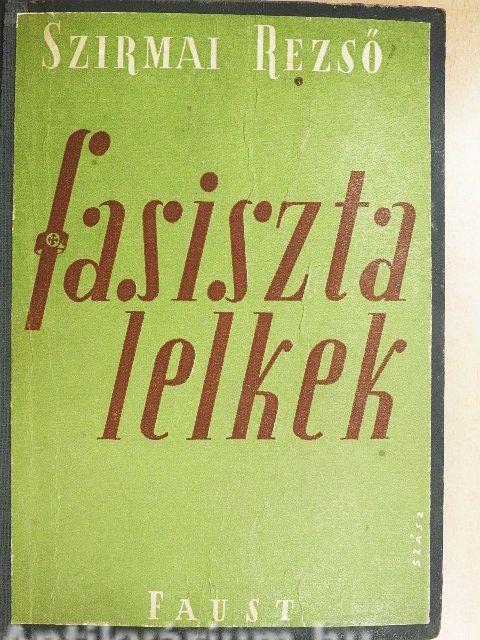 SZIRMAI REZSŐ
fasiszta
lelkek
SZÁSZ
FAUST